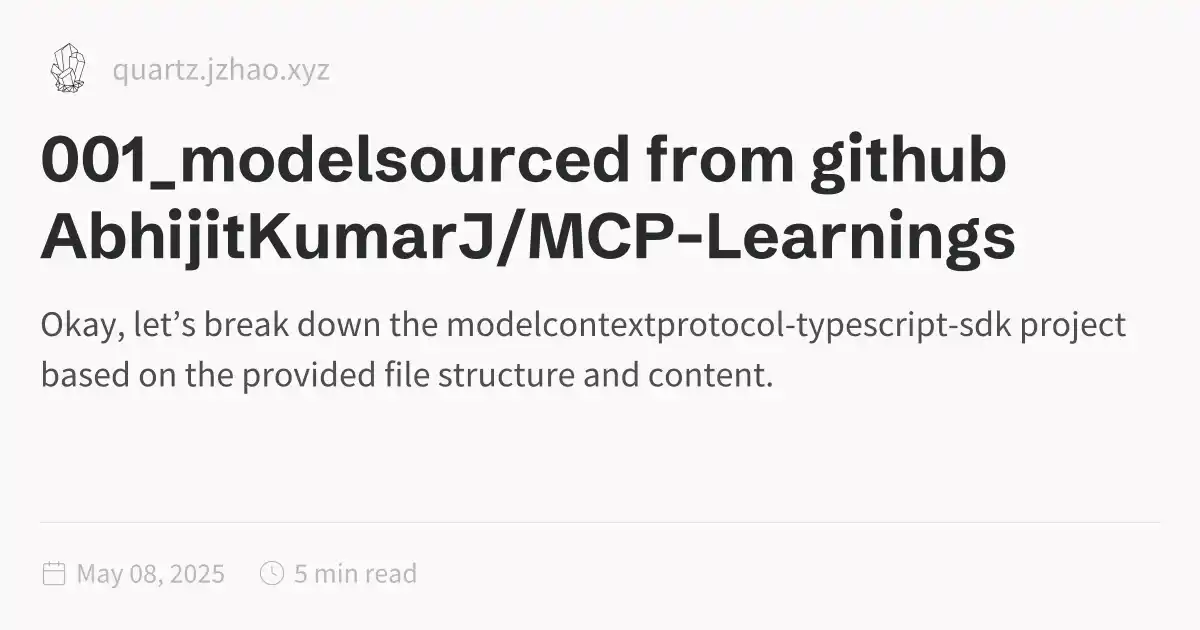 quartz.jzhao.xyz
001_modelsourced from github
AbhijitKumarJ/MCP-Learnings
Okay, let’s break down the modelcontextprotocol-typescript-sdk project
based on the provided file structure and content.
May 08, 2025 5 min read